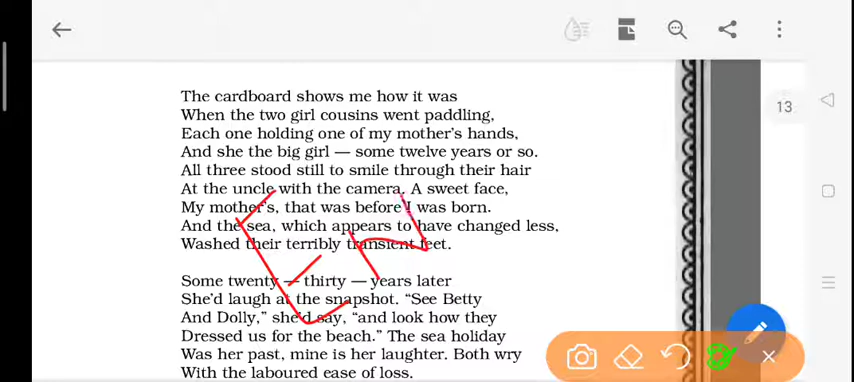 13
The cardboard shows me how it was
When the two girl cousins went paddling,
Each one holding one of my mother's hands,
And she the big girl — some twelve years or so.
All three stood still to smile through their hair
At the uncle with the camera. A sweet face,
My mother's, that was before I was born.
And the sea, which appears to have changed less,
Washed their terribly transient feet.
Some twenty — thirty — years later
She'd laugh at the snapshot. “See Betty
And Dolly,” she'd say, “and look how they
Dressed us for the beach.” The sea holiday
Was her past, mine is her laughter. Both wry
With the laboured ease of loss.